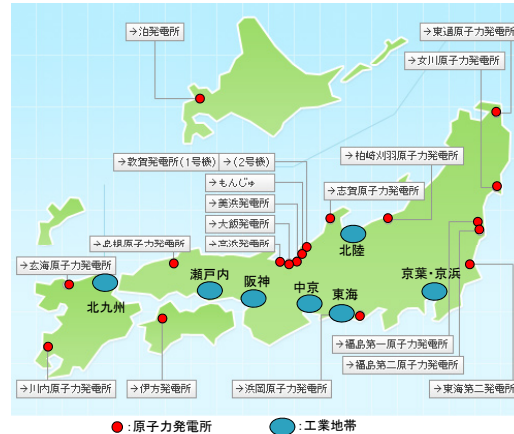 →泊発電所
→東通原子力発電所
→女川原子力発電所
→敦賀発電所(1号機)
→(2号機)
→柏崎刈羽原子力発電所
→もんじゅ
→志賀原子力発電所
→美浜発電所
→大飯発電所
→高浜発電所
→島根原子力発電所
→玄海原子力発電所
北陸
瀬戸内
阪神
中京
東海
京葉・京浜
北九州
→福島第一原子力発電所
→福島第二原子力発電所
→川内原子力発電所
→伊方発電所
→浜岡原子力発電所
→東海第二発電所
:原子力発電所
:工業地帯